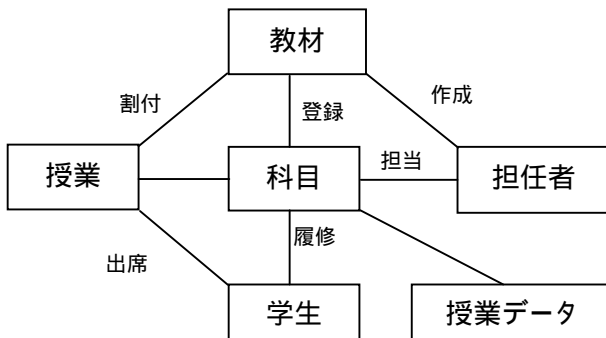 教材
割付
登録
作成
授業
科目
担当
担任者
出席
履修
学生
授業データ